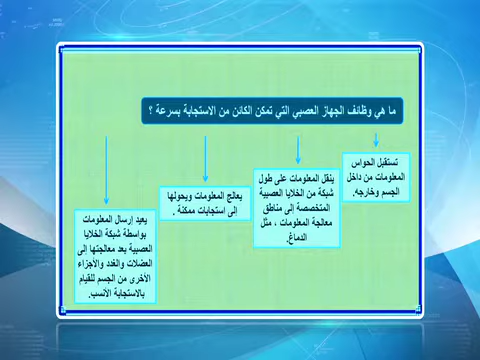 ما هي وظائف الجهاز العصبي التي تمكن الكائن من الاستجابة بسرعة ؟
تستقبل الحواس
المعلومات من داخل
الجسم وخارجه.
ينقل المعلومات على طول
شبكة من الخلايا العصبية
المتخصصة إلى مناطق
معالجة المعلومات ، مثل
الدماغ.
يعالج المعلومات ويحولها
إلى استجابات ممكنة .
يعيد إرسال المعلومات
بواسطة شبكة الخلايا
العصبية بعد معالجتها إلى
العضلات والغدد والأجزاء
الأخرى من الجسم للقيام
بالاستجابة الأنسب.